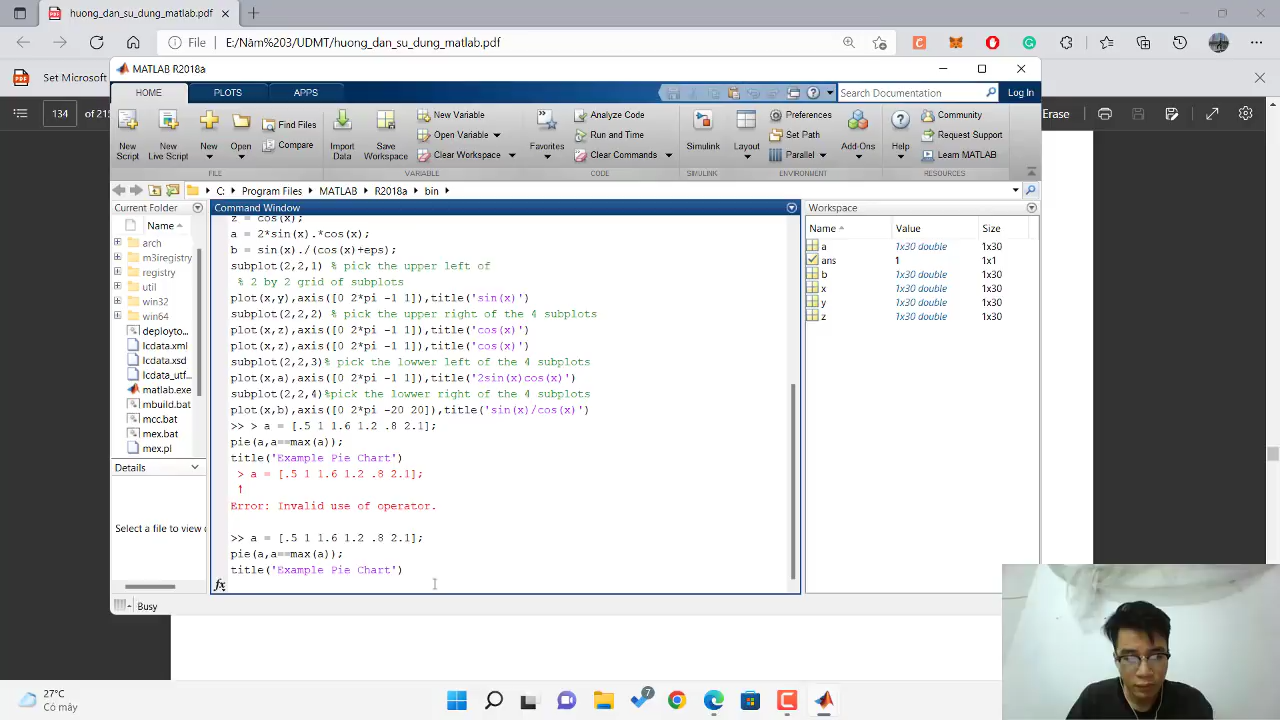 huong_dan_su_dung_matlab.pdf
File E:/Năm%203/UDMT/huong_dan_su_dung_matlab.pdf
Set Microsoft
134 of 21
Erase
MATLAB R2018a
HOME PLOTS APPS
Search Documentation
Log In
New Script
New Live Script
New
Open
Find Files
Compare
FILE
Import Data
Save Workspace
New Variable
Open Variable
Clear Workspace
VARIABLE
Favorites
Analyze Code
Run and Time
Clear Commands
CODE
Simulink
SIMULINK
Layout
Preferences
Set Path
Parallel
Add-Ons
ENVIRONMENT
Help
Community
Request Support
Learn MATLAB
RESOURCES
C: Program Files MATLAB R2018a bin
Current Folder
Name
arch
m3iregistry
registry
util
win32
win64
deployto...
lcdata.xml
lcdata.xsd
lcdata_utf...
matlab.exe
mbuild.bat
mcc.bat
mex.bat
mex.pl
Details
Select a file to view
Command Window
z = cos(x);
a = 2*sin(x).*cos(x);
b = sin(x)./(cos(x)+eps);
subplot(2,2,1) % pick the upper left of
% 2 by 2 grid of subplots
plot(x,y),axis([0 2*pi -1 1]),title('sin(x)')
subplot(2,2,2) % pick the upper right of the 4 subplots
plot(x,z),axis([0 2*pi -1 1]),title('cos(x)')
plot(x,z),axis([0 2*pi -1 1]),title('cos(x)')
subplot(2,2,3)% pick the lowwer left of the 4 subplots
plot(x,a),axis([0 2*pi -1 1]),title('2sin(x)cos(x)')
subplot(2,2,4)%pick the lowwer right of the 4 subplots
plot(x,b),axis([0 2*pi -20 20]),title('sin(x)/cos(x)')
>> > a = [.5 1 1.6 1.2 .8 2.1];
pie(a,a==max(a));
title('Example Pie Chart')
> a = [.5 1 1.6 1.2 .8 2.1];
↑
Error: Invalid use of operator.
>> a = [.5 1 1.6 1.2 .8 2.1];
pie(a,a==max(a));
title('Example Pie Chart')
fx
Workspace
Name Value Size
a 1x30 double 1x30
ans 1 1x1
b 1x30 double 1x30
x 1x30 double 1x30
y 1x30 double 1x30
z 1x30 double 1x30
Busy
27°C
Có mây
7